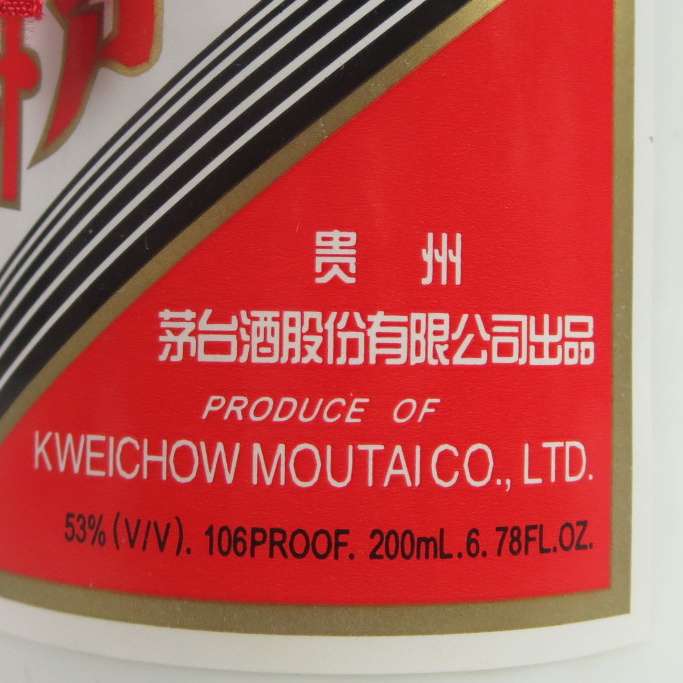 贵 州
茅台酒股份有限公司出品
PRODUCE OF
KWEICHOW MOUTAI CO., LTD.
53% (V/V). 106PROOF. 200mL.6.78FL.OZ.